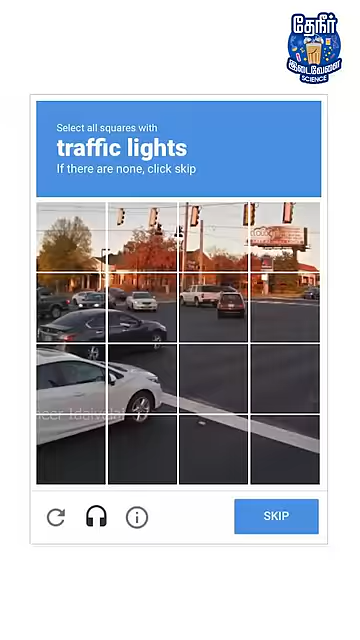 தேநீர்
இடைவேளை
SCIENCE
Select all squares with
traffic lights
If there are none, click skip
SKIP